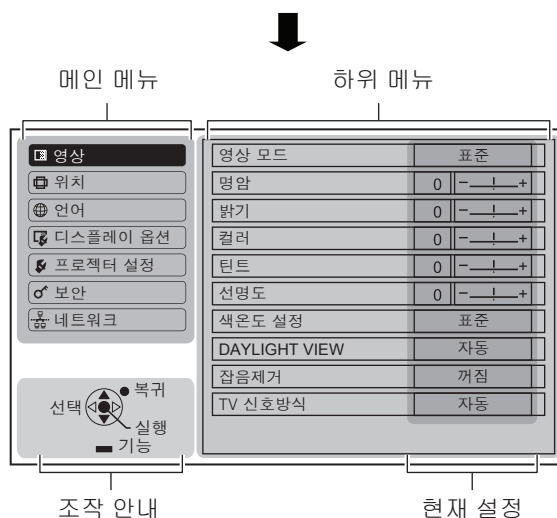 메인 메뉴
하위 메뉴
영상
위치
언어
디스플레이 옵션
프로젝터 설정
보안
네트워크
영상 모드 표준
명암 0 - +
밝기 0 - +
컬러 0 - +
틴트 0 - +
선명도 0 - +
색온도 설정 표준
DAYLIGHT VIEW 자동
잡음제거 꺼짐
TV 신호방식 자동
복귀
선택
실행
기능
조작 안내
현재 설정